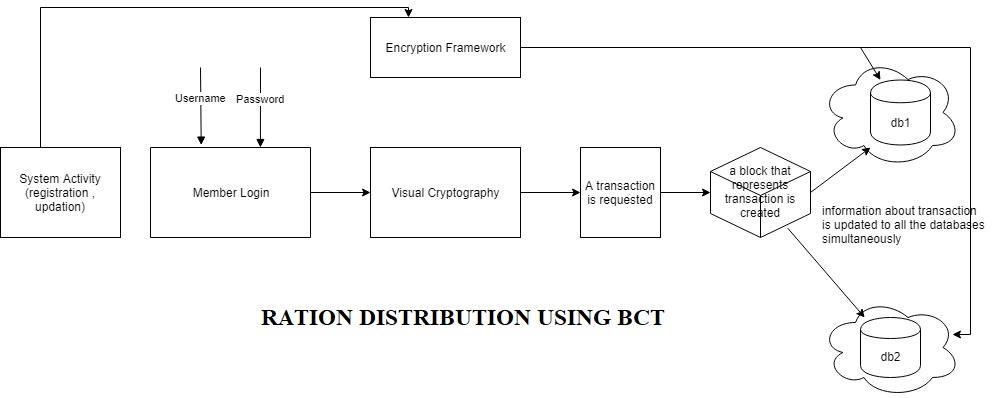 Encryption Framework
Username
Password
db1
System Activity
(registration ,
updation)
Member Login
Visual Cryptography
A transaction
is requested
a block that
represents
transaction is
created
information about transaction
is updated to all the databases
simultaneously
RATION DISTRIBUTION USING BCT
db2